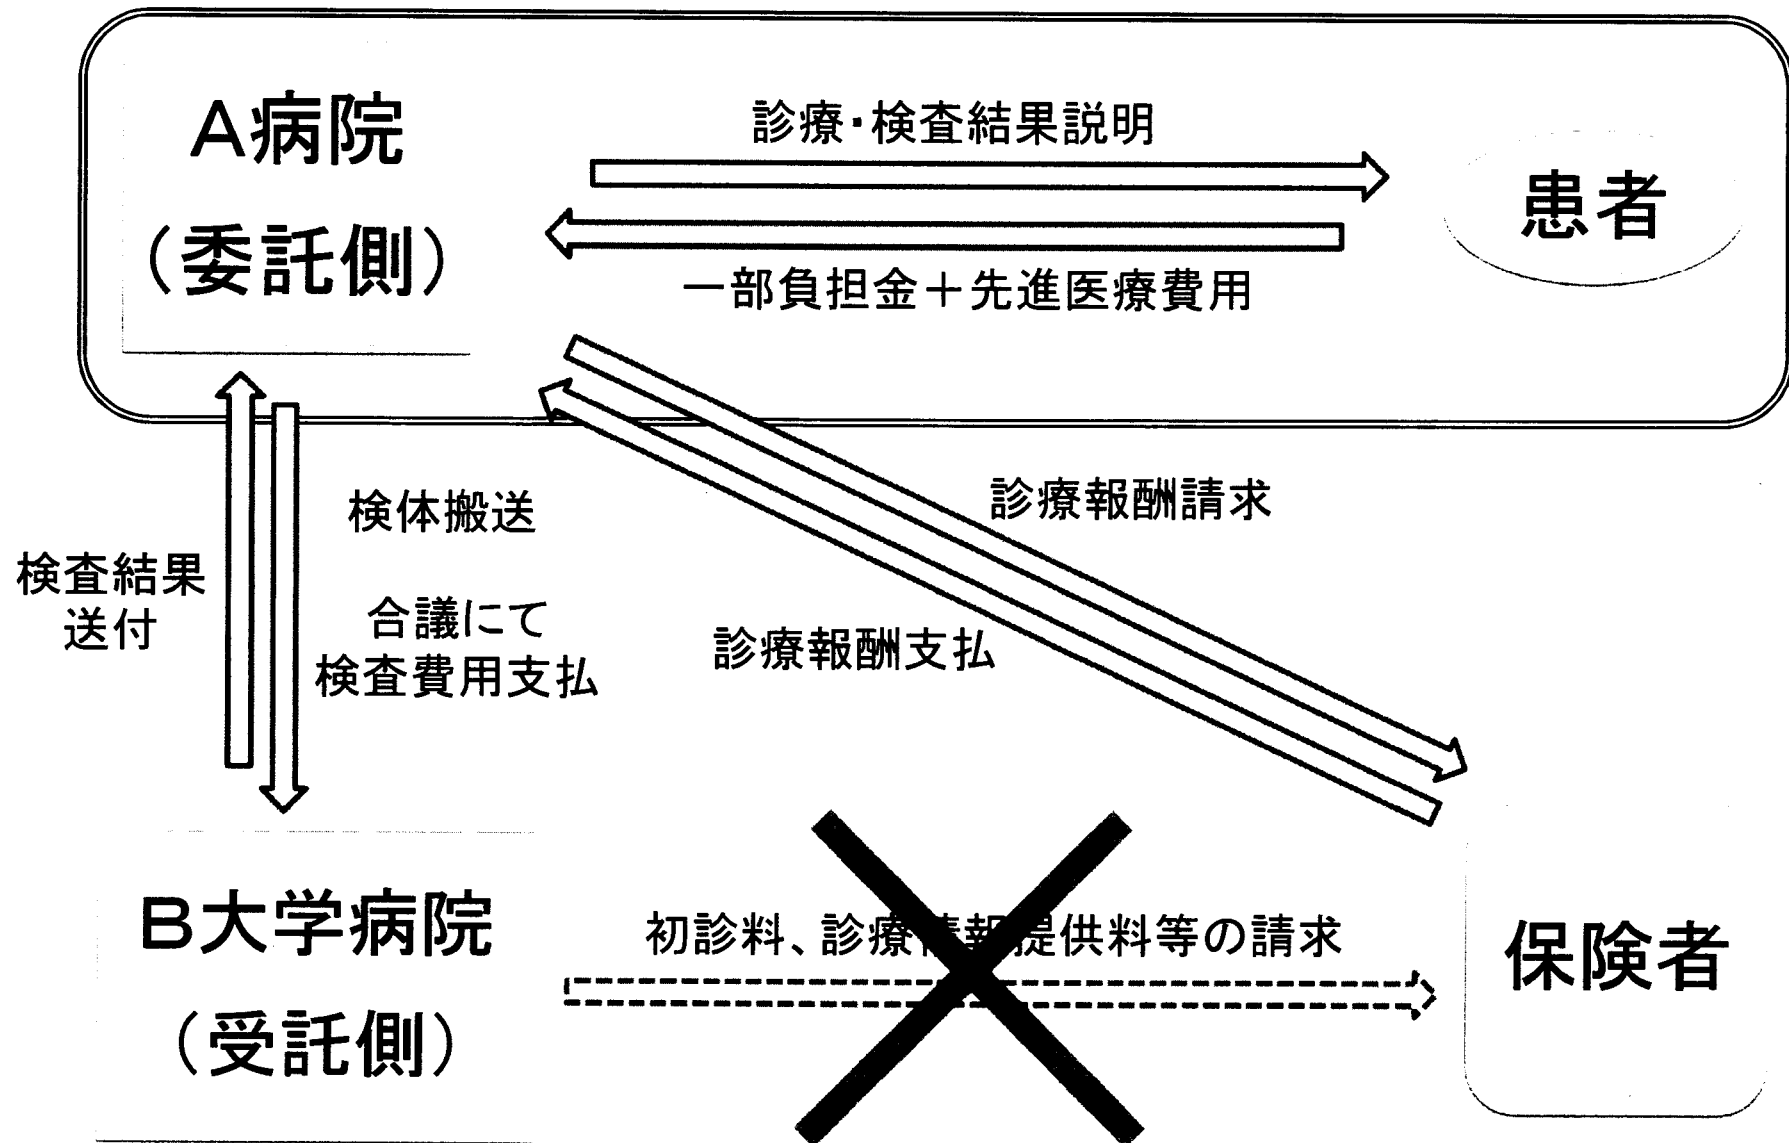 A病院
（委託側）
診療・検査結果説明
患者
一部負担金＋先進医療費用
検査結果
送付
検体搬送
合議にて
検査費用支払
診療報酬請求
診療報酬支払
B大学病院
（受託側）
初診料、診療情報提供料等の請求
保険者